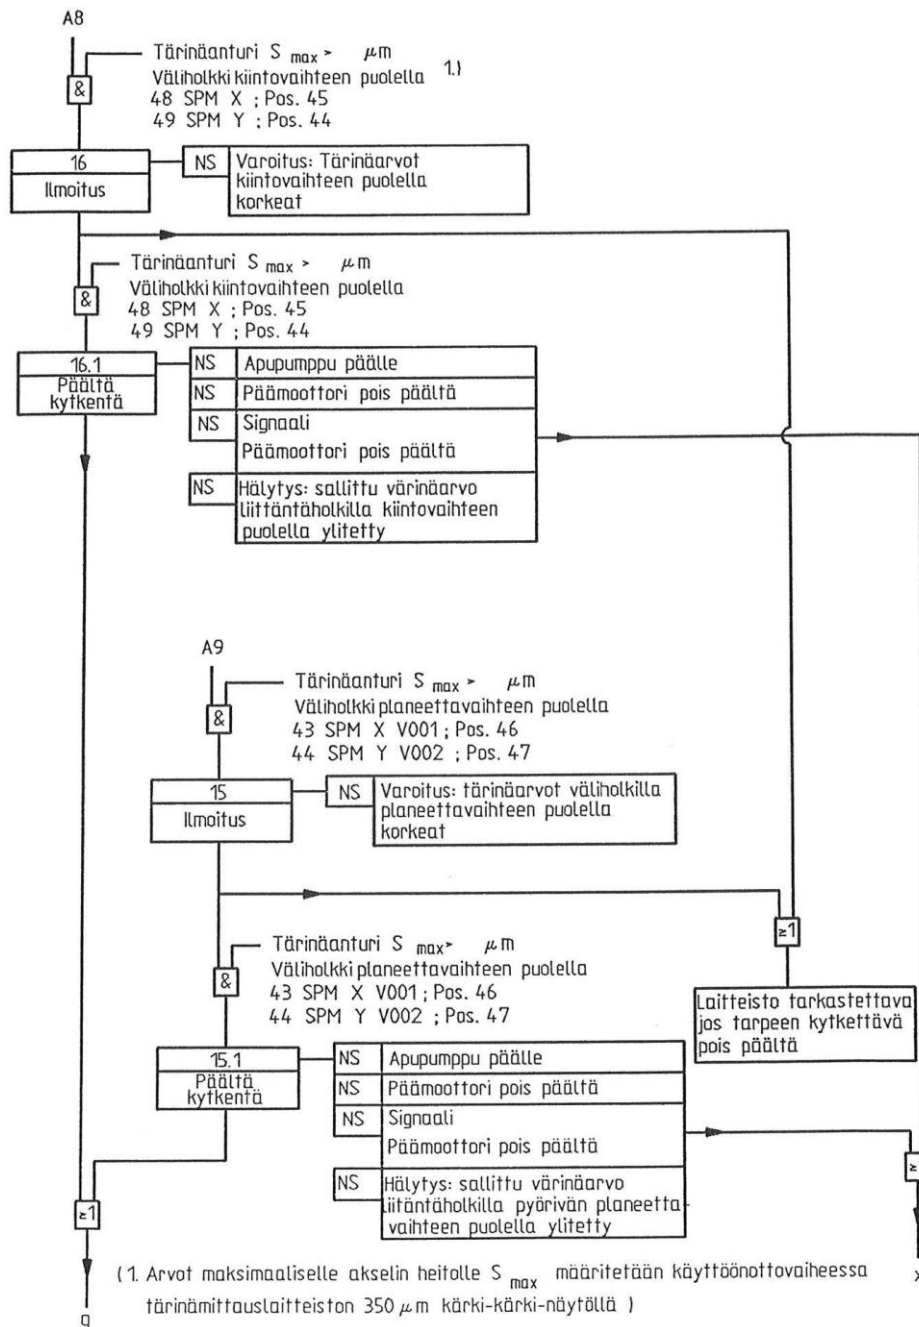 A8
Tärinäanturi S max > μm
Väliholkki kiintovaihteen puolella 1.)
48 SPM X ; Pos. 45
49 SPM Y ; Pos. 44
&
16
Ilmoitus
NS
Varoitus: Tärinäarvot
kiintovaihteen puolella
korkeat
Tärinäanturi S max > μm
Väliholkki kiintovaihteen puolella
48 SPM X ; Pos. 45
49 SPM Y ; Pos. 44
&
16.1
Päältä
kytkentä
NS Apupumppu päälle
NS Päämoottori pois päältä
NS Signaali
Päämoottori pois päältä
NS Hälytys: sallittu värinäarvo
liittäntäholkilla kiintovaihteen
puolella ylitetty
A9
Tärinäanturi S max > μm
Väliholkki planeettavaihteen puolella
43 SPM X V001 ; Pos. 46
44 SPM Y V002 ; Pos. 47
&
15
Ilmoitus
NS
Varoitus: tärinäarvot väliholkilla
planeettavaihteen puolella
korkeat
≥1
Tärinäanturi S max > μm
Väliholkki planeettavaihteen puolella
43 SPM X V001 ; Pos. 46
44 SPM Y V002 ; Pos. 47
&
Laitteisto tarkastettava
jos tarpeen kytkettävä
pois päältä
15.1
Päältä
kytkentä
NS Apupumppu päälle
NS Päämoottori pois päältä
NS Signaali
Päämoottori pois päältä
NS Hälytys: sallittu värinäarvo
liitäntäholkilla pyörivän planeetta-
vaihteen puolella ylitetty
≥1
≥
(1. Arvot maksimaaliselle akselin heitolle S max määritetään käyttöönottovaiheessa
tärinämittauslaitteiston 350 μm kärki-kärki-näytöllä )
q